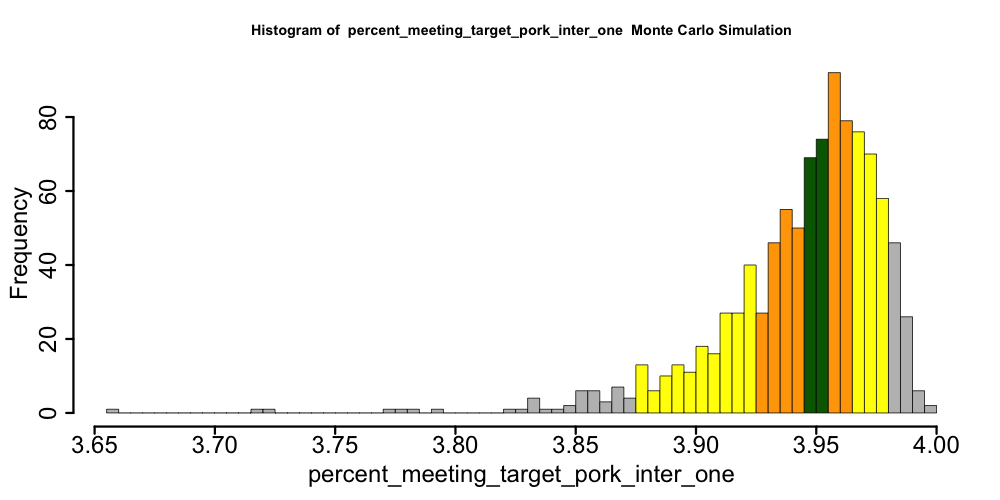 Histogram of  percent_meeting_target_pork_inter_one  Monte Carlo Simulation
80
60
40
20
0
Frequency
3.65 3.70 3.75 3.80 3.85 3.90 3.95 4.00
percent_meeting_target_pork_inter_one